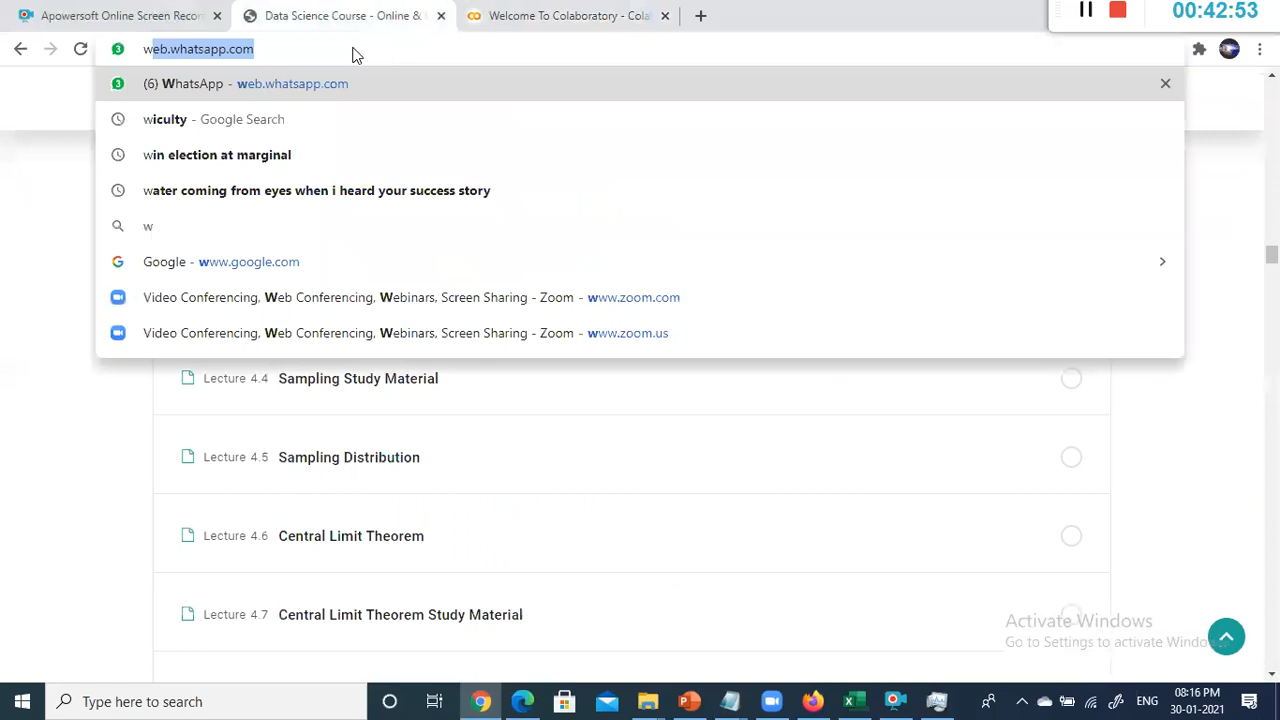 Apowersoft Online Screen Recor
Data Science Course - Online &
Welcome To Colaboratory - Cola
00:42:53
web.whatsapp.com
(6) WhatsApp - web.whatsapp.com
wiculty - Google Search
win election at marginal
water coming from eyes when i heard your success story
w
Google - www.google.com
Video Conferencing, Web Conferencing, Webinars, Screen Sharing - Zoom - www.zoom.com
Video Conferencing, Web Conferencing, Webinars, Screen Sharing - Zoom - www.zoom.us
Lecture 4.4 Sampling Study Material
Lecture 4.5 Sampling Distribution
Lecture 4.6 Central Limit Theorem
Lecture 4.7 Central Limit Theorem Study Material
Activate Windows
Go to Settings to activate Windows
Type here to search
ENG
08:16 PM
30-01-2021